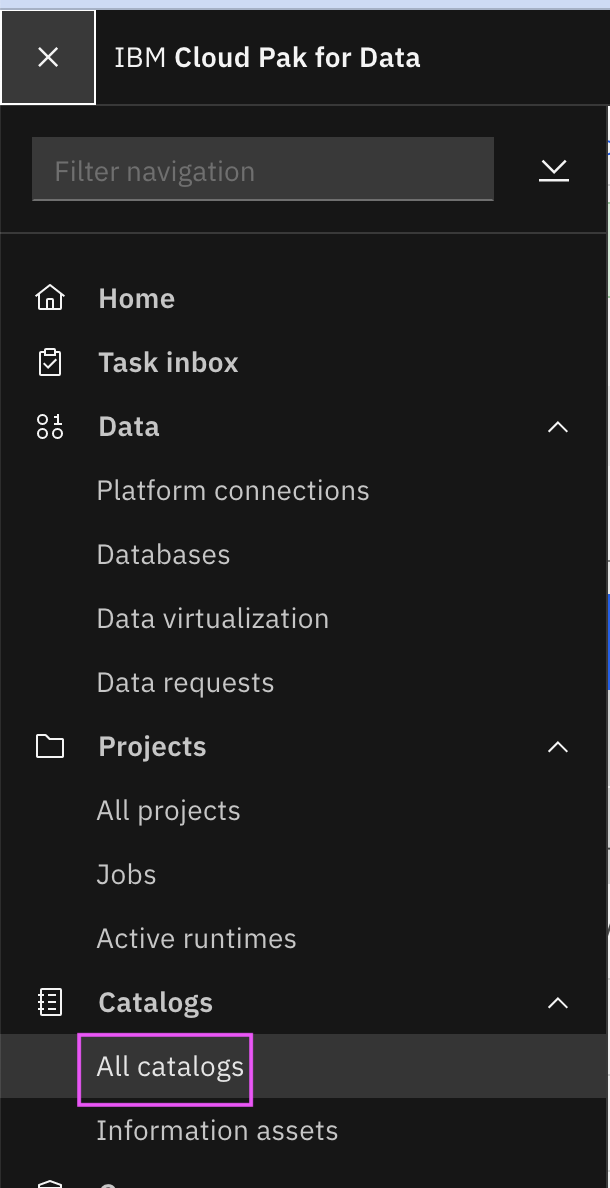 IBM Cloud Pak for Data
Filter navigation
Home
Task inbox
Data
Platform connections
Databases
Data virtualization
Data requests
Projects
All projects
Jobs
Active runtimes
Catalogs
All catalogs
Information assets